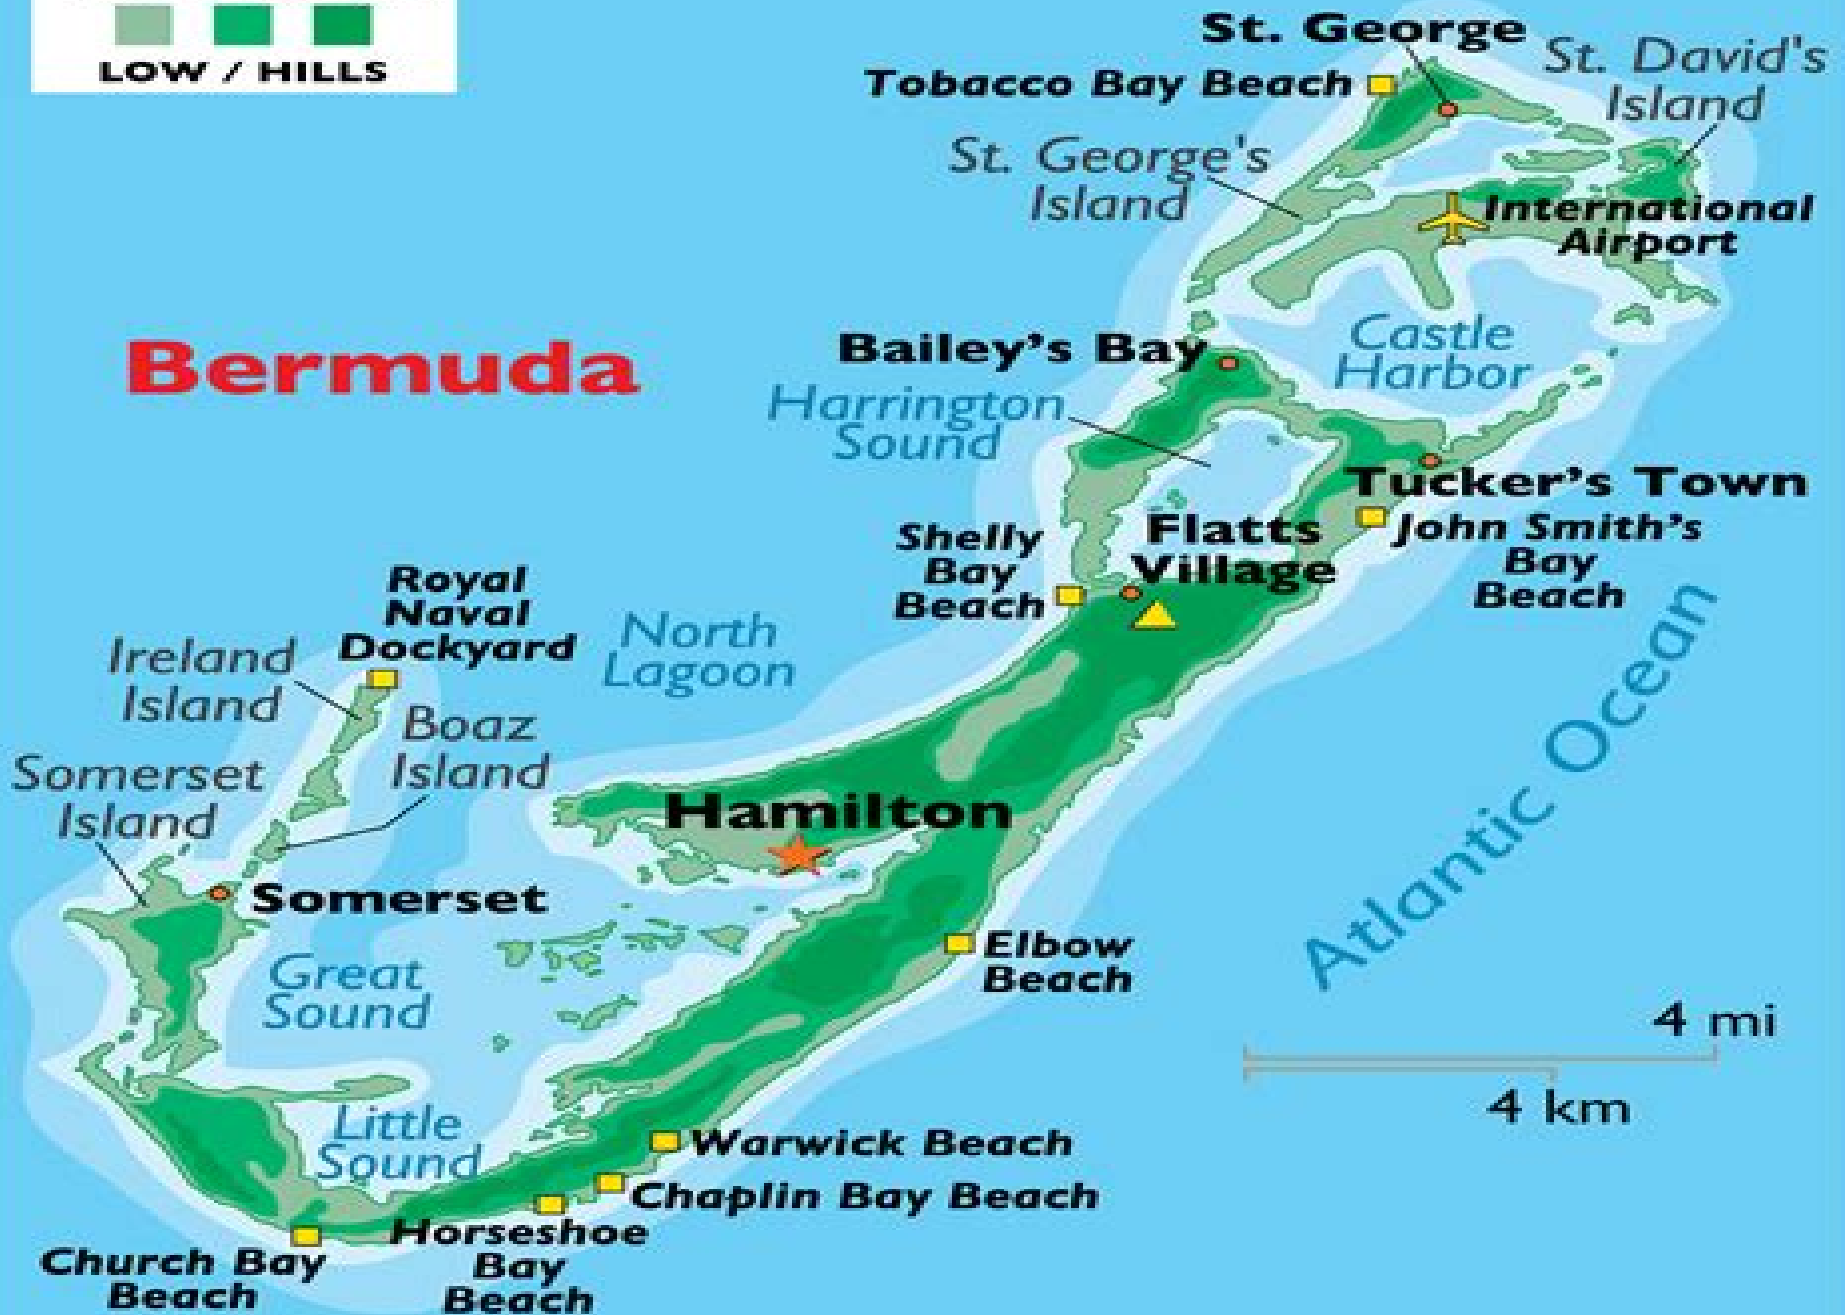 LOW / HILLS
St. George
St. David's
Island
Tobacco Bay Beach
St. George's
Island
International
Airport
Bermuda
Bailey's Bay
Castle
Harbor
Harrington
Sound
Tucker's Town
Shelly
Bay
Beach
Flatts
Village
John Smith's
Bay
Beach
Royal
Naval
Dockyard
North
Lagoon
Ireland
Island
Boaz
Island
Somerset
Island
Hamilton
Atlantic Ocean
Somerset
Great
Sound
Elbow
Beach
4 mi
4 km
Little
Sound
Warwick Beach
Chaplin Bay Beach
Horseshoe
Bay
Beach
Church Bay
Beach